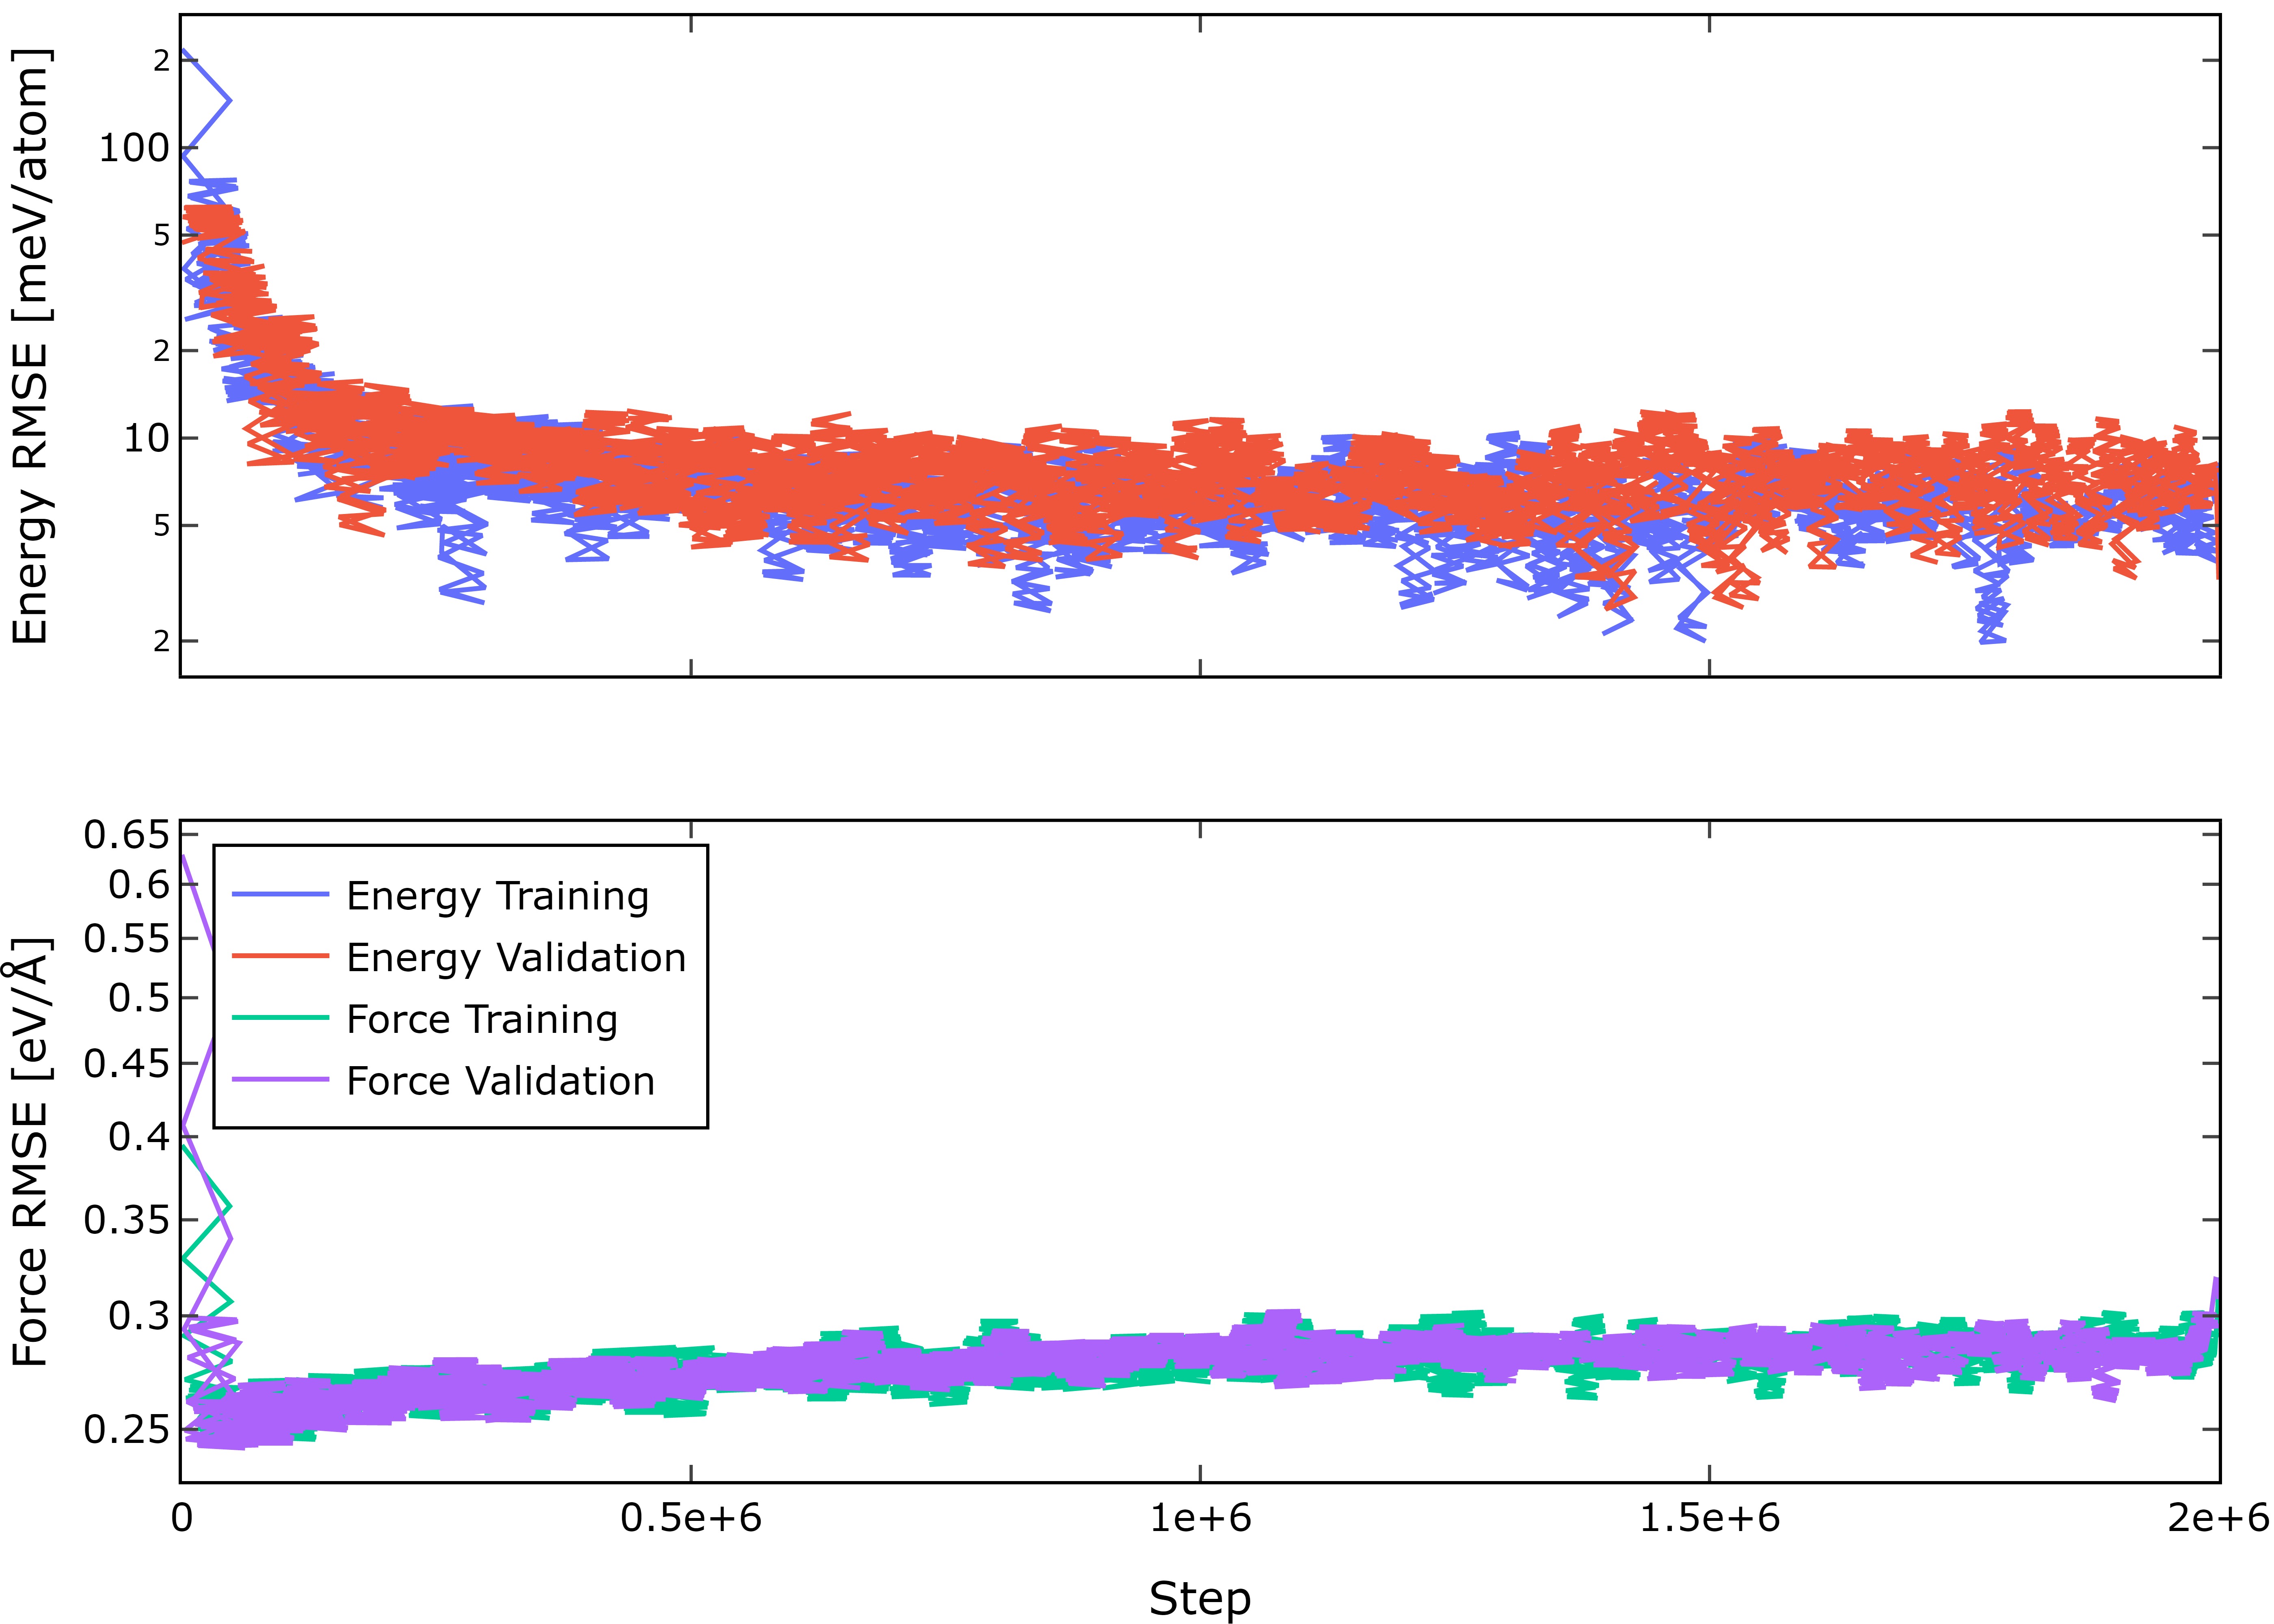 Energy RMSE [meV/atom]
2
100
5
2
10
5
2
Force RMSE [eV/Å]
0.65
0.6
0.55
0.5
0.45
0.4
0.35
0.3
0.25
Energy Training
Energy Validation
Force Training
Force Validation
0 0.5e+6 1e+6 1.5e+6 2e+6
Step